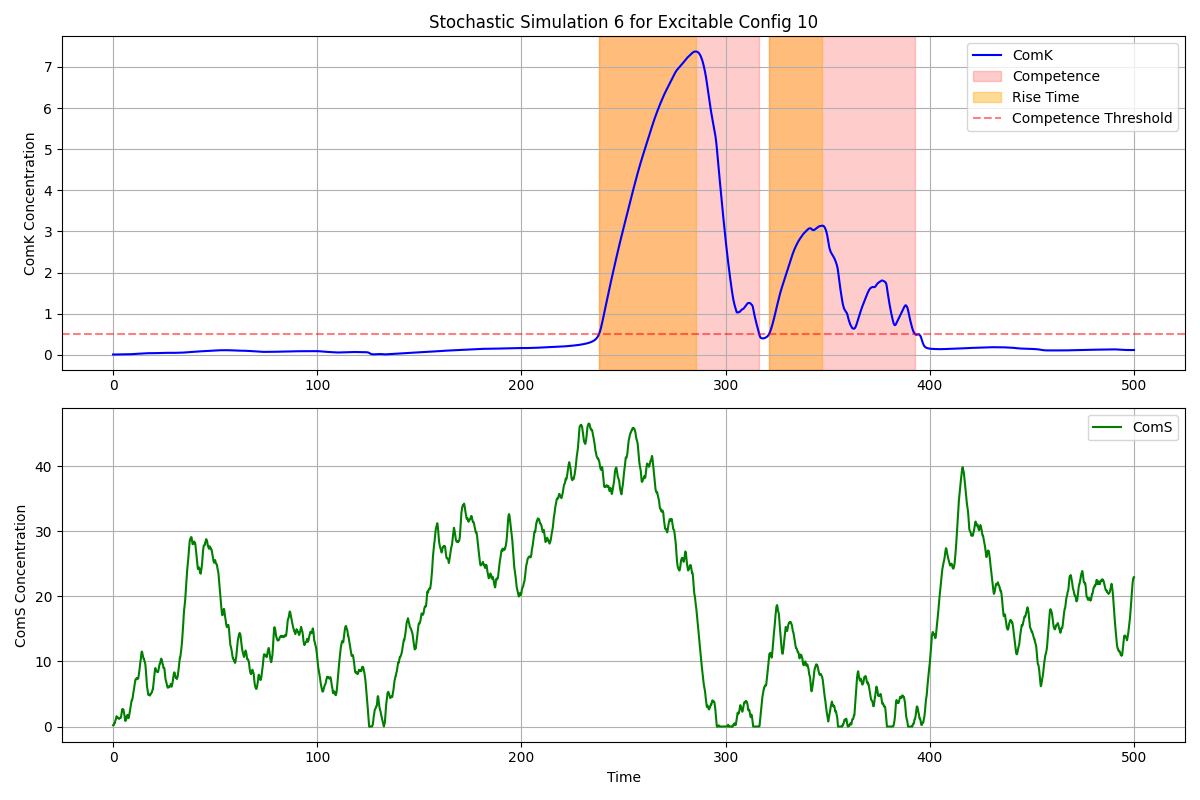 Stochastic Simulation 6 for Excitable Config 10
ComK Concentration
7
6
5
4
3
2
1
0
ComK
Competence
Rise Time
Competence Threshold
0 100 200 300 400 500
ComS Concentration
40
30
20
10
0
ComS
0 100 200 300 400 500
Time